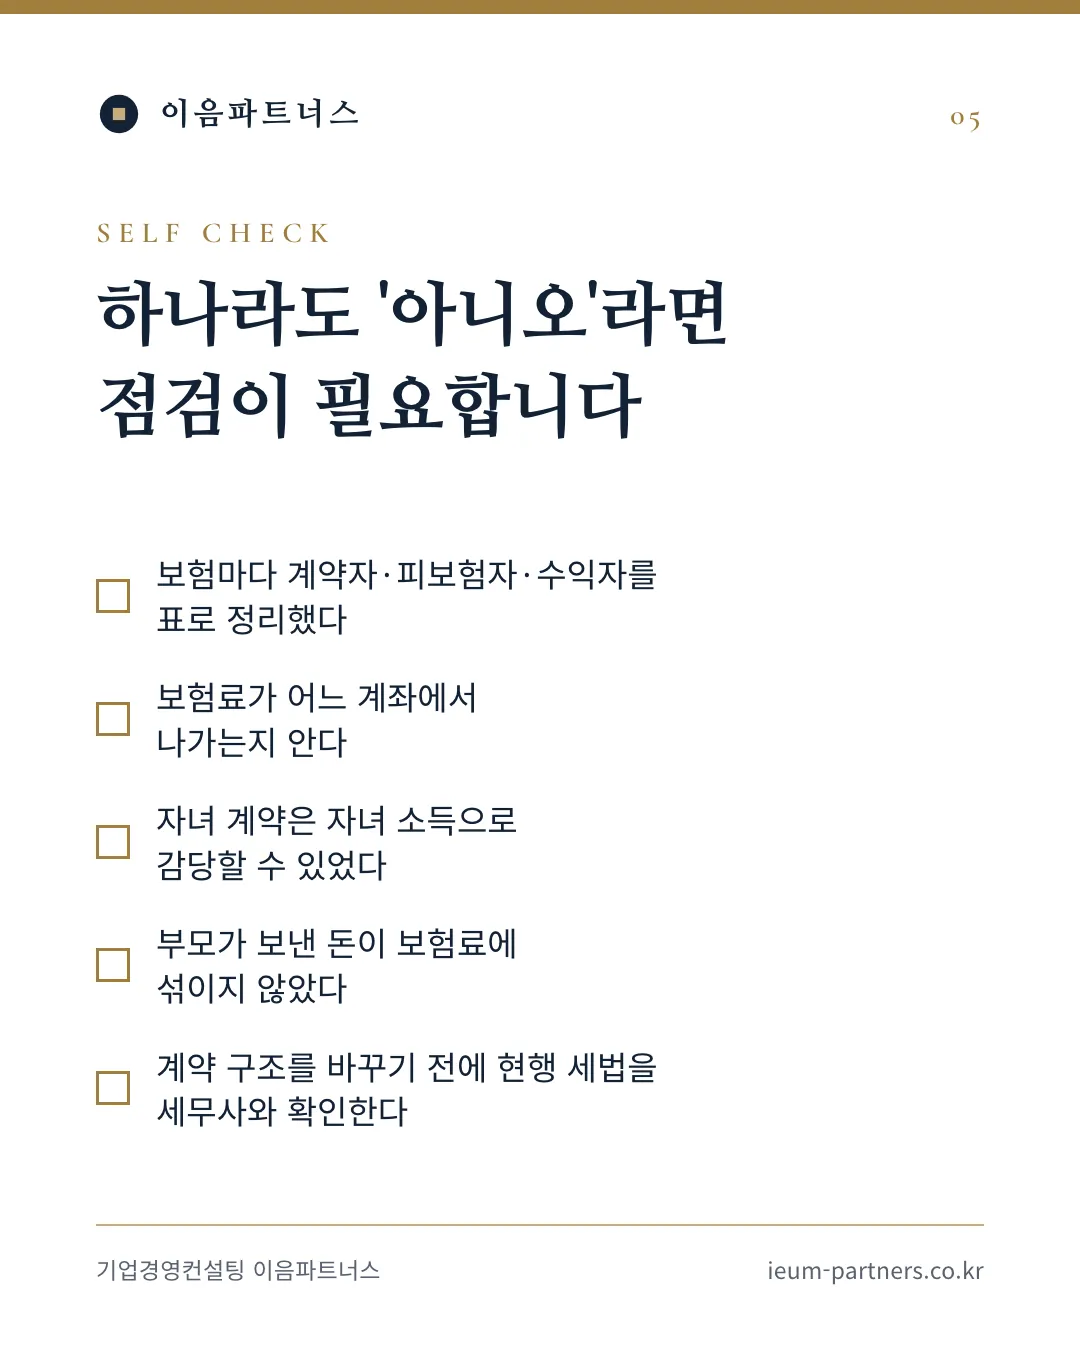 이음파트너스
05
SELF CHECK
하나라도 '아니오'라면
점검이 필요합니다
보험마다 계약자·피보험자·수익자를
표로 정리했다
보험료가 어느 계좌에서
나가는지 안다
자녀 계약은 자녀 소득으로
감당할 수 있었다
부모가 보낸 돈이 보험료에
섞이지 않았다
계약 구조를 바꾸기 전에 현행 세법을
세무사와 확인한다
기업경영컨설팅 이음파트너스
ieum-partners.co.kr